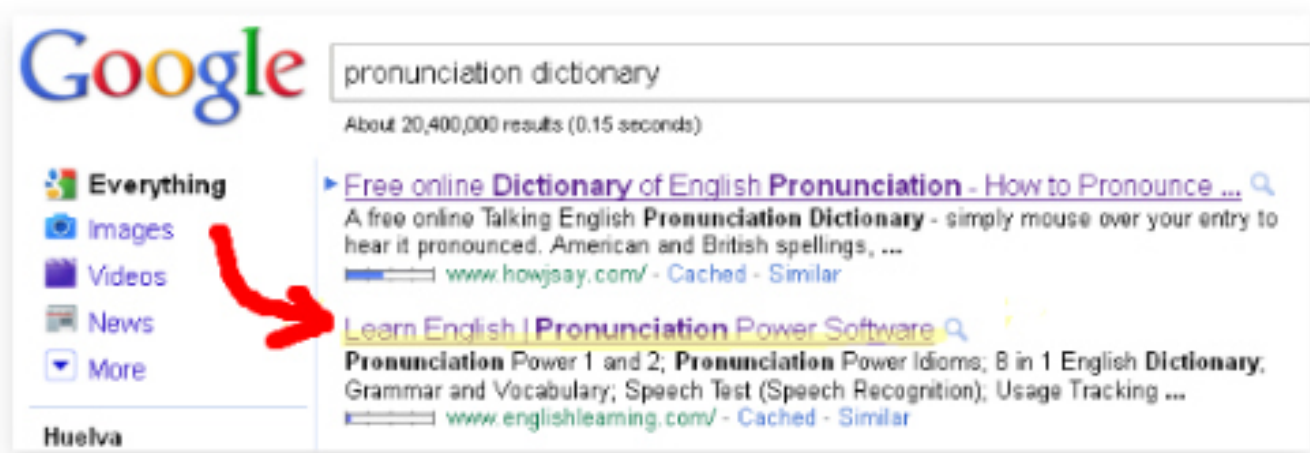 Google
pronunciation dictionary
About 20,400,000 results (0.15 seconds)
Everything
Images
Videos
News
More
Huelva
Free online Dictionary of English Pronunciation - How to Pronounce ...
A free online Talking English Pronunciation Dictionary - simply mouse over your entry to
hear it pronounced. American and British spellings, ...
www.howjsay.com/ - Cached - Similar
Learn English | Pronunciation Power Software
Pronunciation Power 1 and 2; Pronunciation Power Idioms; 8 in 1 English Dictionary;
Grammar and Vocabulary; Speech Test (Speech Recognition); Usage Tracking ...
www.englishlearning.com/ - Cached - Similar